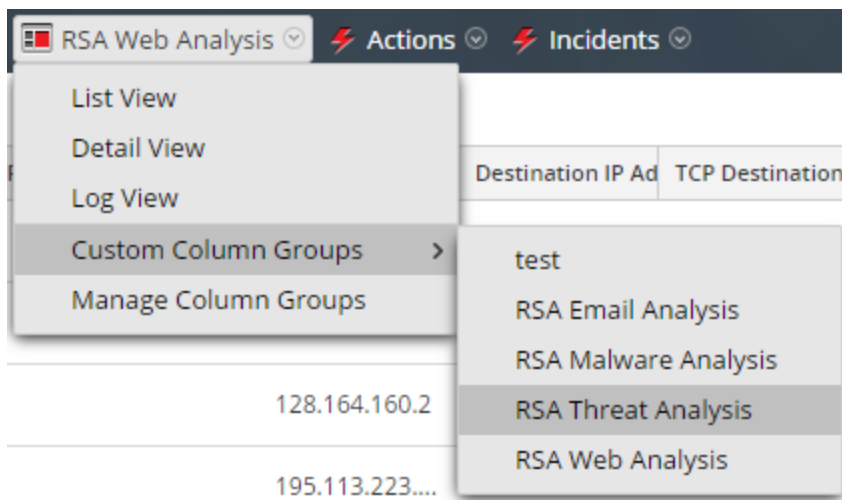 RSA Web Analysis Actions Incidents
List View
Detail View
Log View
Custom Column Groups
Manage Column Groups
Destination IP Ad TCP Destination
test
RSA Email Analysis
RSA Malware Analysis
RSA Threat Analysis
RSA Web Analysis
128.164.160.2
195.113.223....